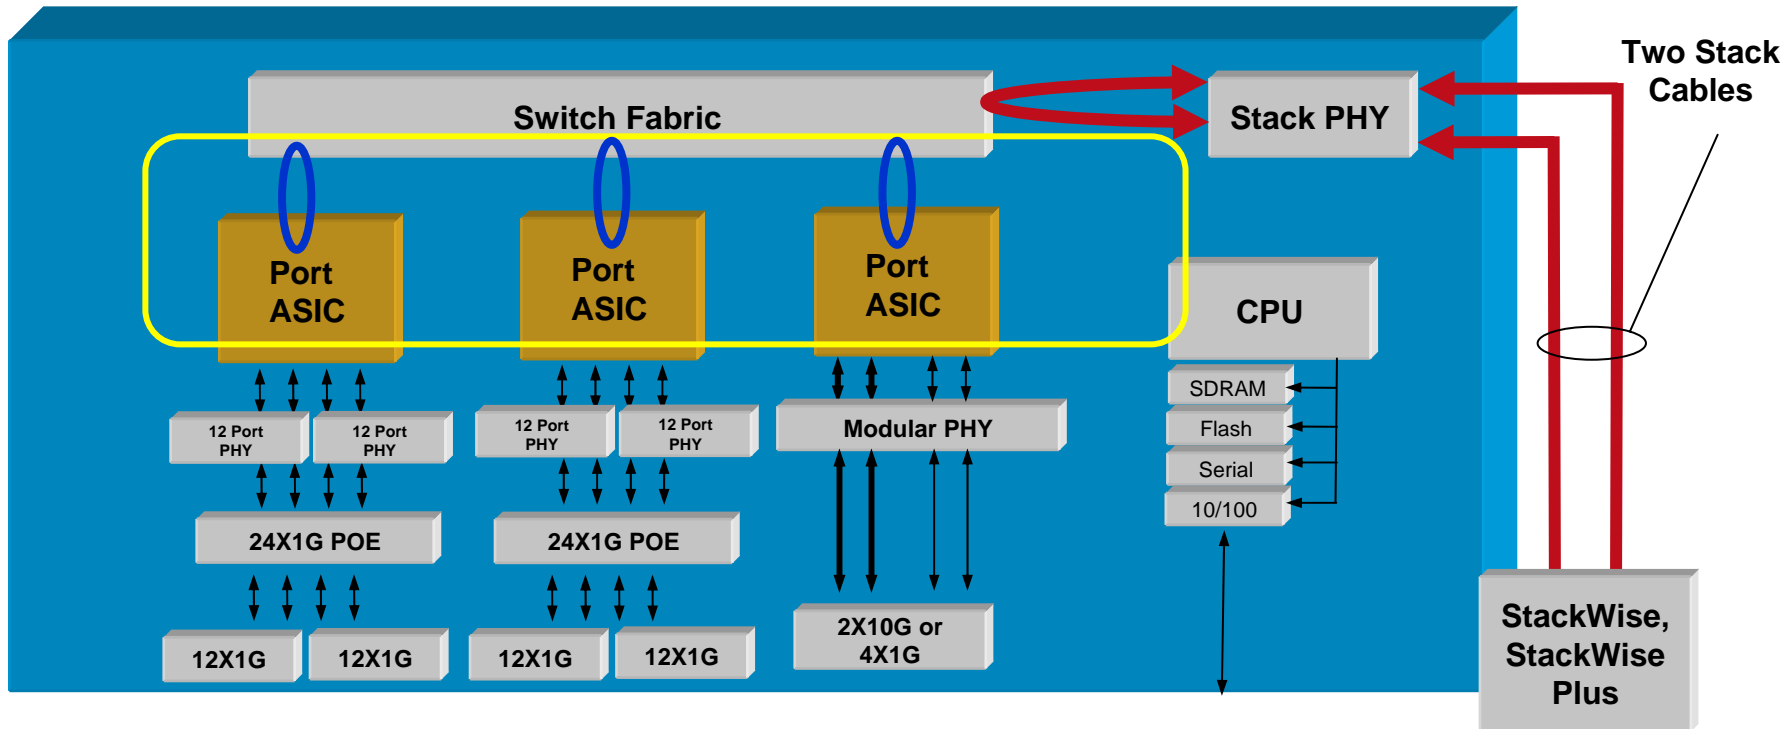 Two Stack
Cables
Switch Fabric
Stack PHY
Port
ASIC
Port
ASIC
Port
ASIC
CPU
SDRAM
Flash
Serial
10/100
12 Port
PHY
12 Port
PHY
12 Port
PHY
12 Port
PHY
Modular PHY
24X1G POE
24X1G POE
12X1G
12X1G
12X1G
12X1G
2X10G or
4X1G
StackWise,
StackWise
Plus